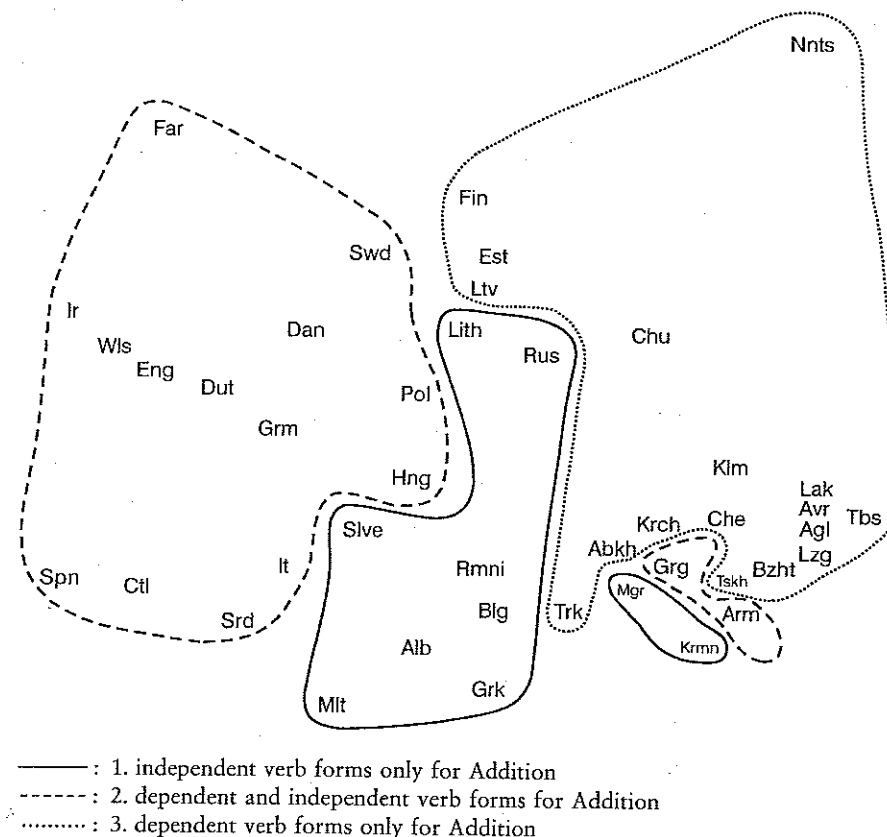 Nnts
Far
Fin
Swd
Est
Ltv
Ir
Dan
Lith
Wls
Rus
Chu
Eng
Dut
Pol
Grm
Klm
Hng
Lak
Avr
Tbs
Slve
Krch
Che
Agl
Abkh
Lzg
It
Rmni
Grg
Bzht
Spn
Ctl
Tskh
Mgr
Srd
Blg
Trk
Arm
Alb
Krmn
Mlt
Grk
: 1. independent verb forms only for Addition
: 2. dependent and independent verb forms for Addition
: 3. dependent verb forms only for Addition